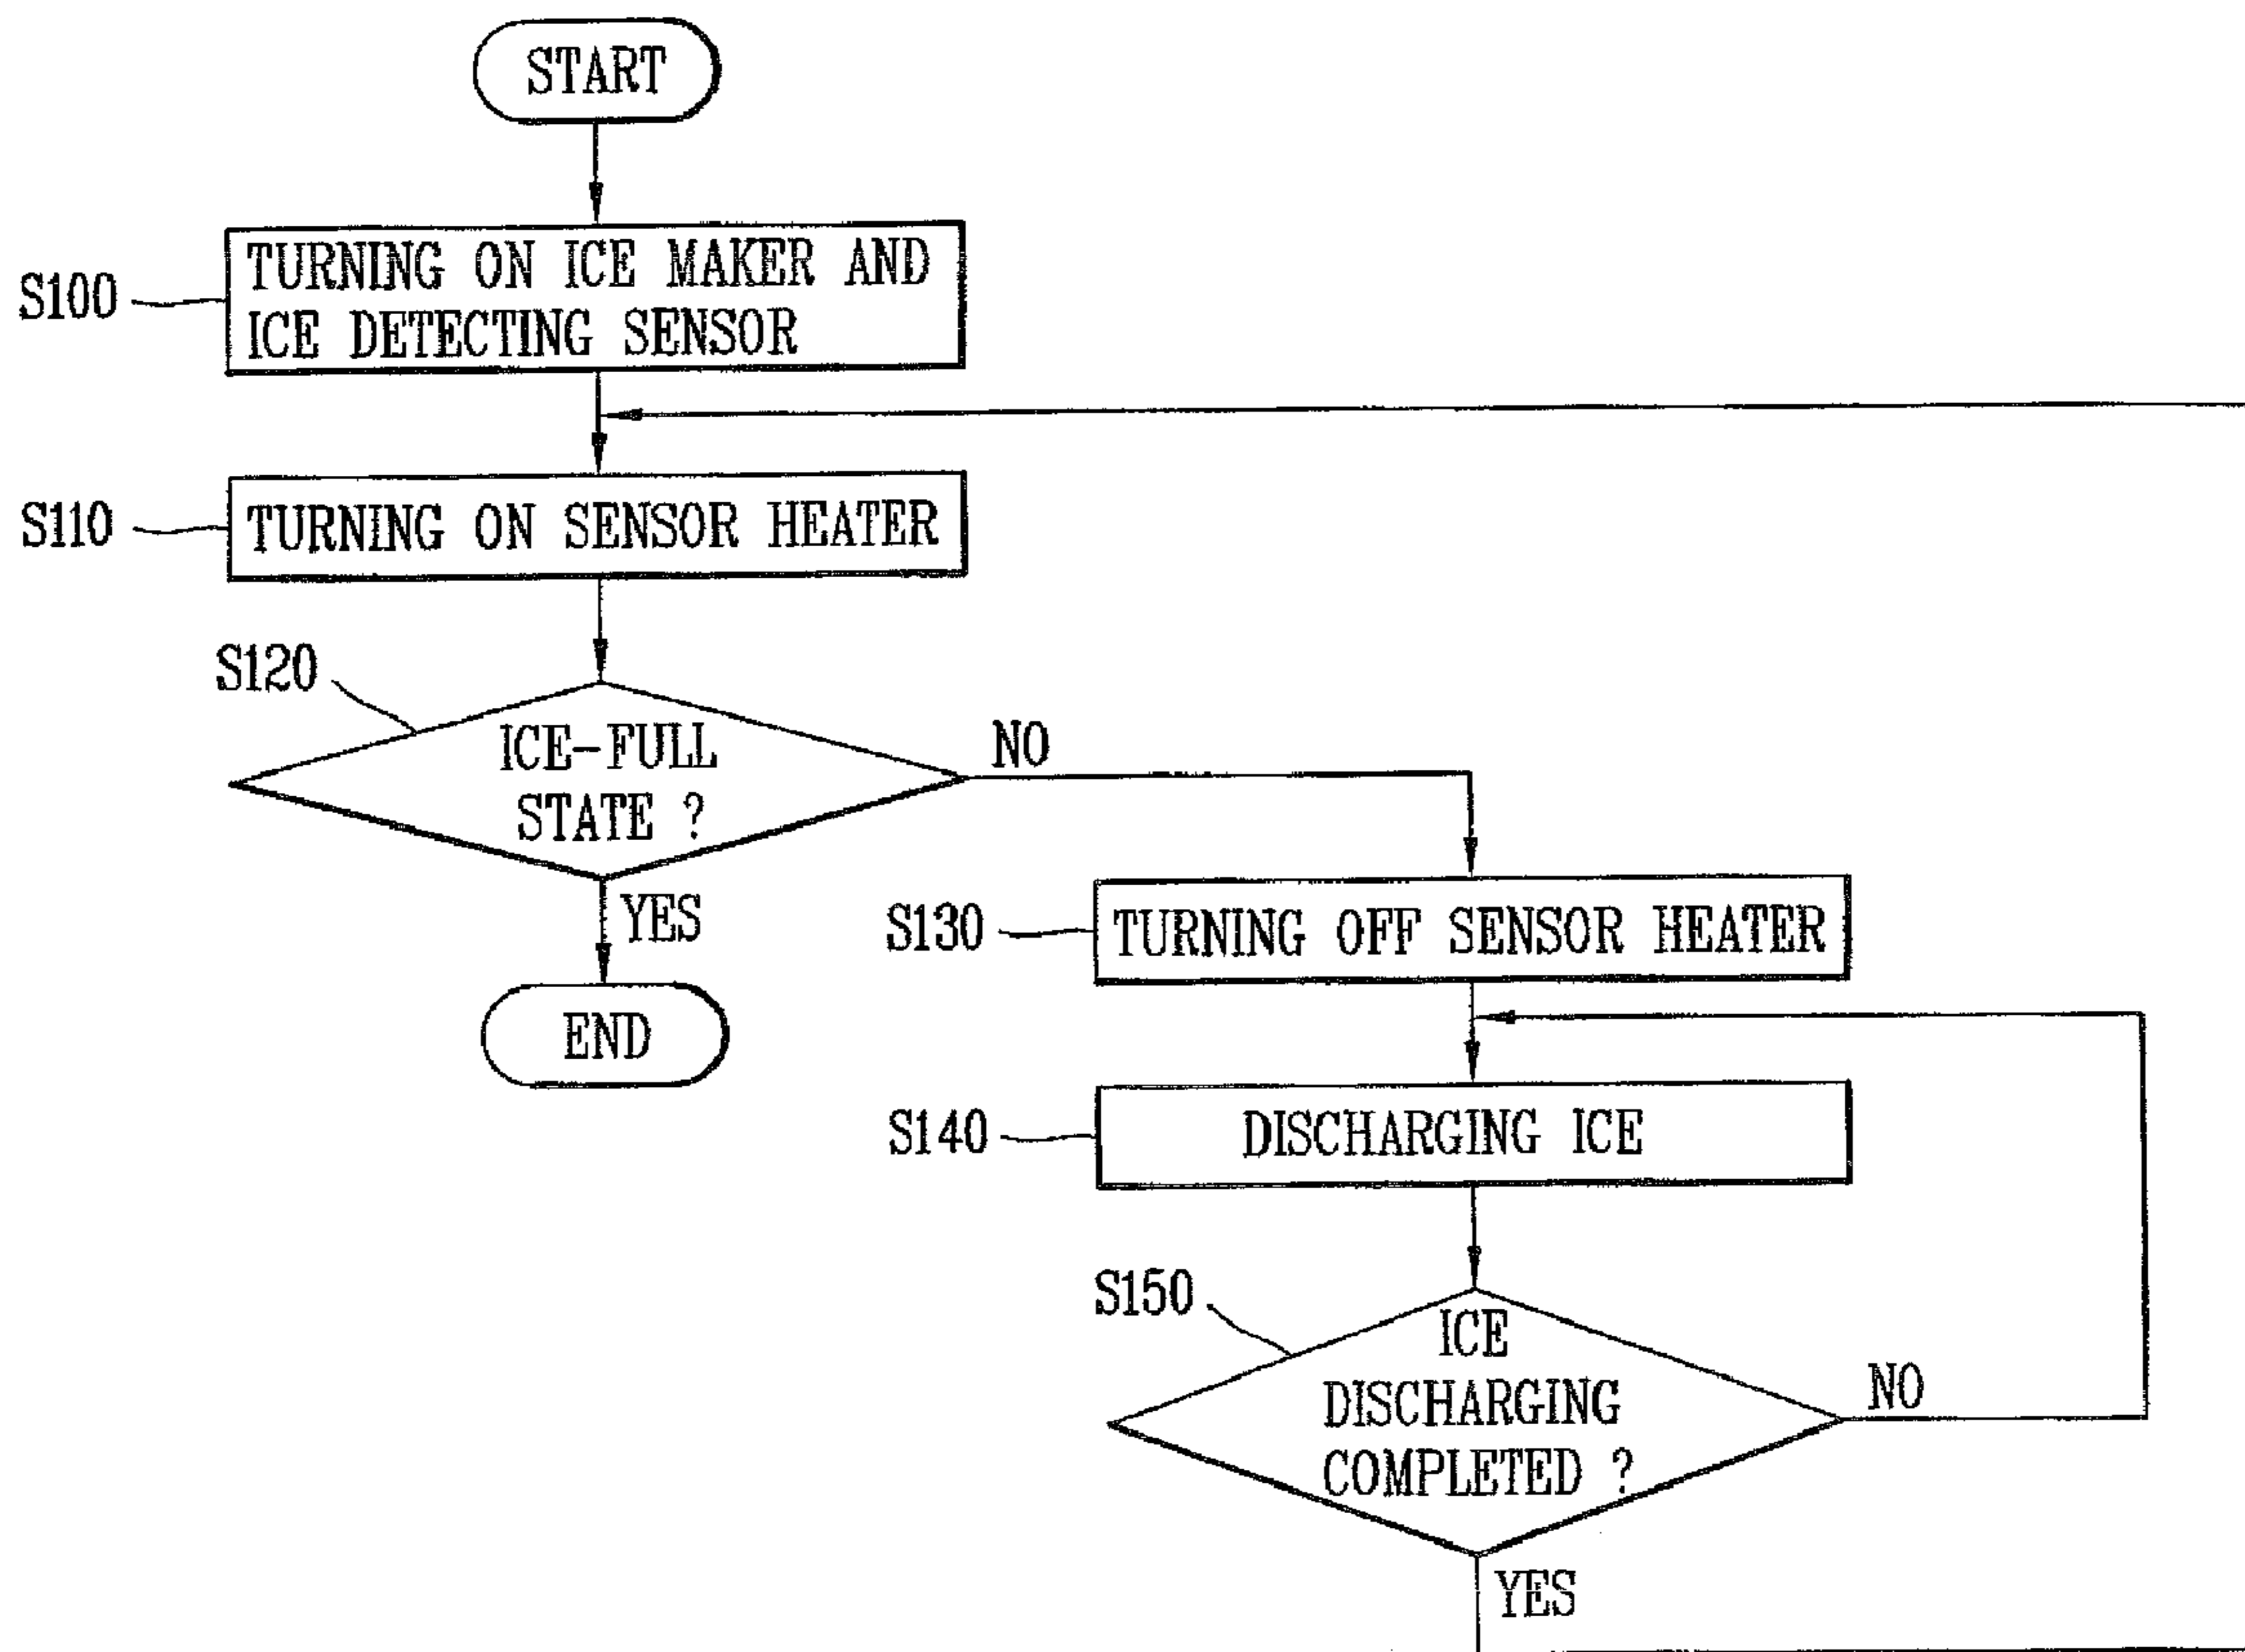 START
S100
TURNING ON ICE MAKER AND
ICE DETECTING SENSOR
S110
TURNING ON SENSOR HEATER
S120
ICE-FULL
STATE ?
NO
YES
END
S130
TURNING OFF SENSOR HEATER
S140
DISCHARGING ICE
S150
ICE
DISCHARGING
COMPLETED ?
NO
YES